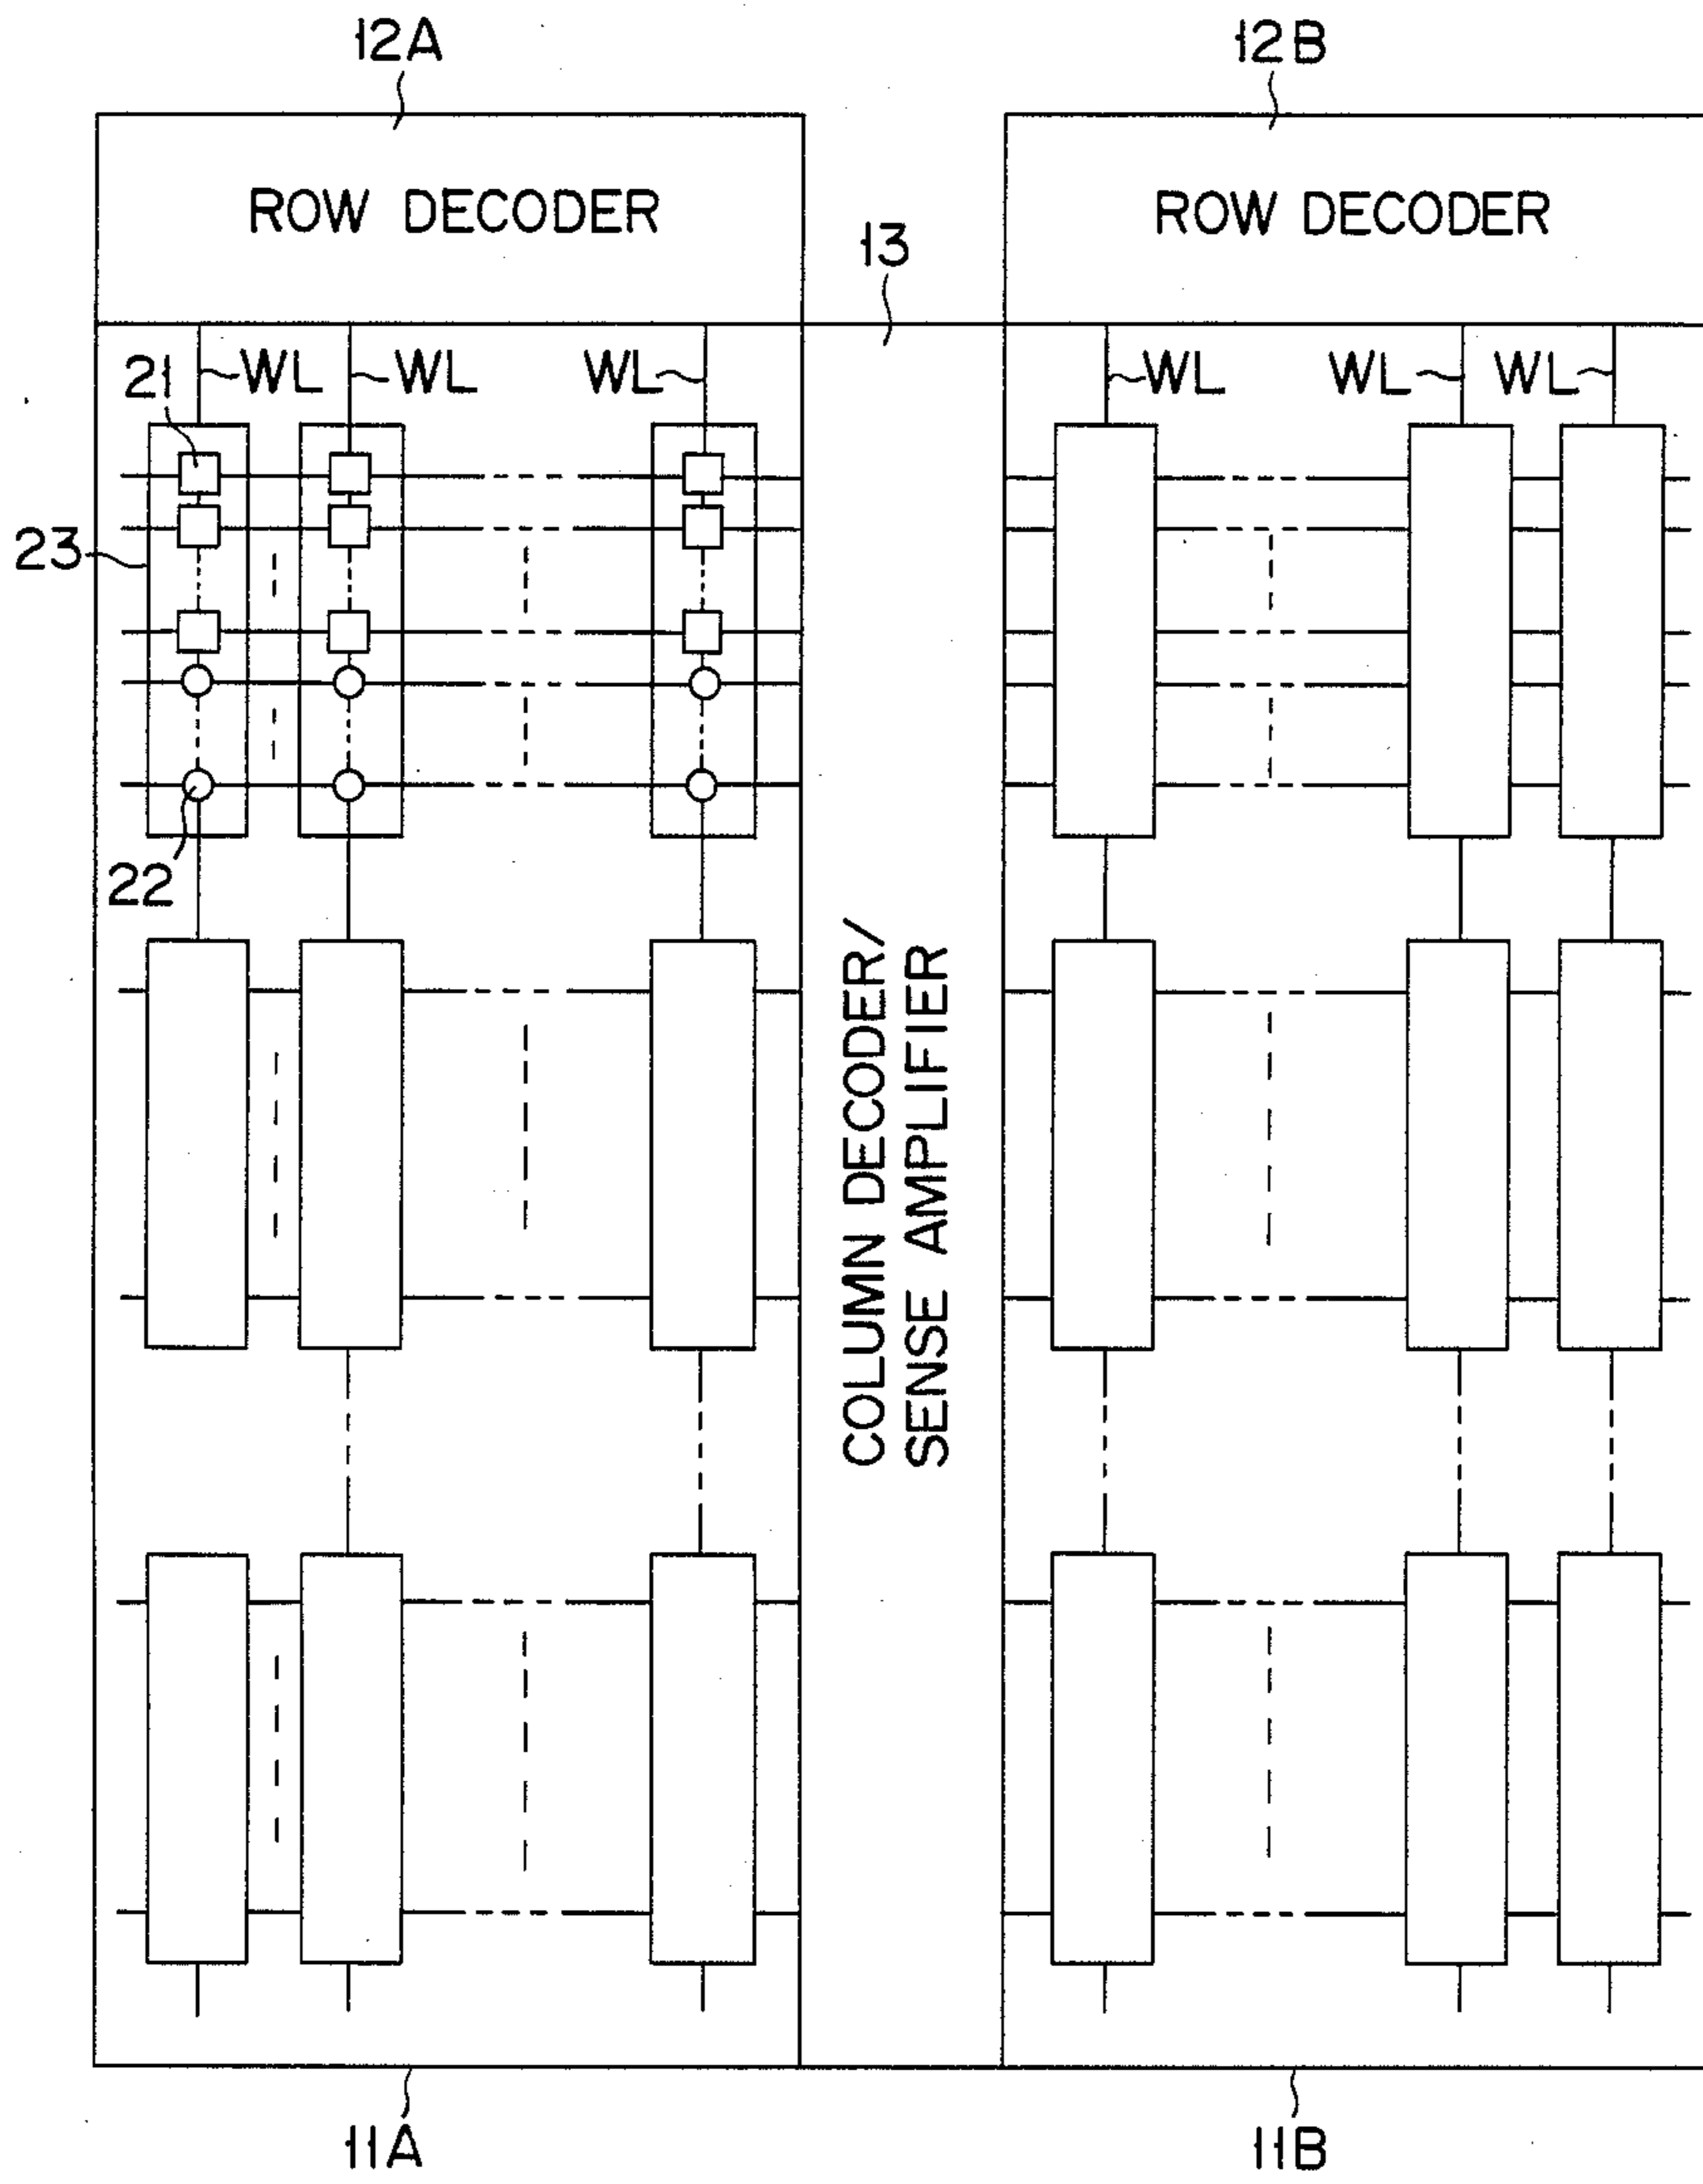 12A
12B
ROW DECODER
ROW DECODER
13
21
WL
WL
WL
WL
WL
WL
23
22
COLUMN DECODER/
SENSE AMPLIFIER
11A
11B